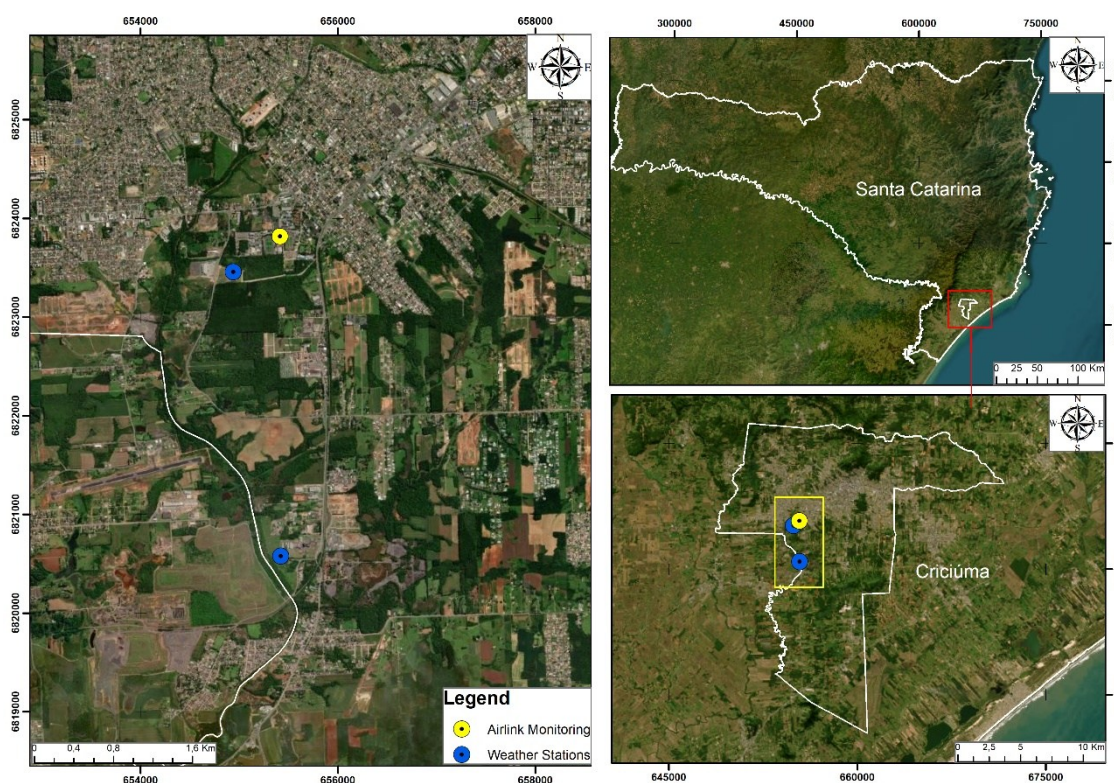 654000 656000 658000
6825000
6824000
6823000
6822000
6821000
6820000
6819000
N
W E
S
Legend
Airlink Monitoring
Weather Stations
0 0,4 0,8 1,6 Km
654000 656000 658000
300000 450000 600000 750000
N
W E
S
Santa Catarina
0 25 50 100 Km
N
W E
S
Criciúma
0 2,5 5 10 Km
645000 660000 675000